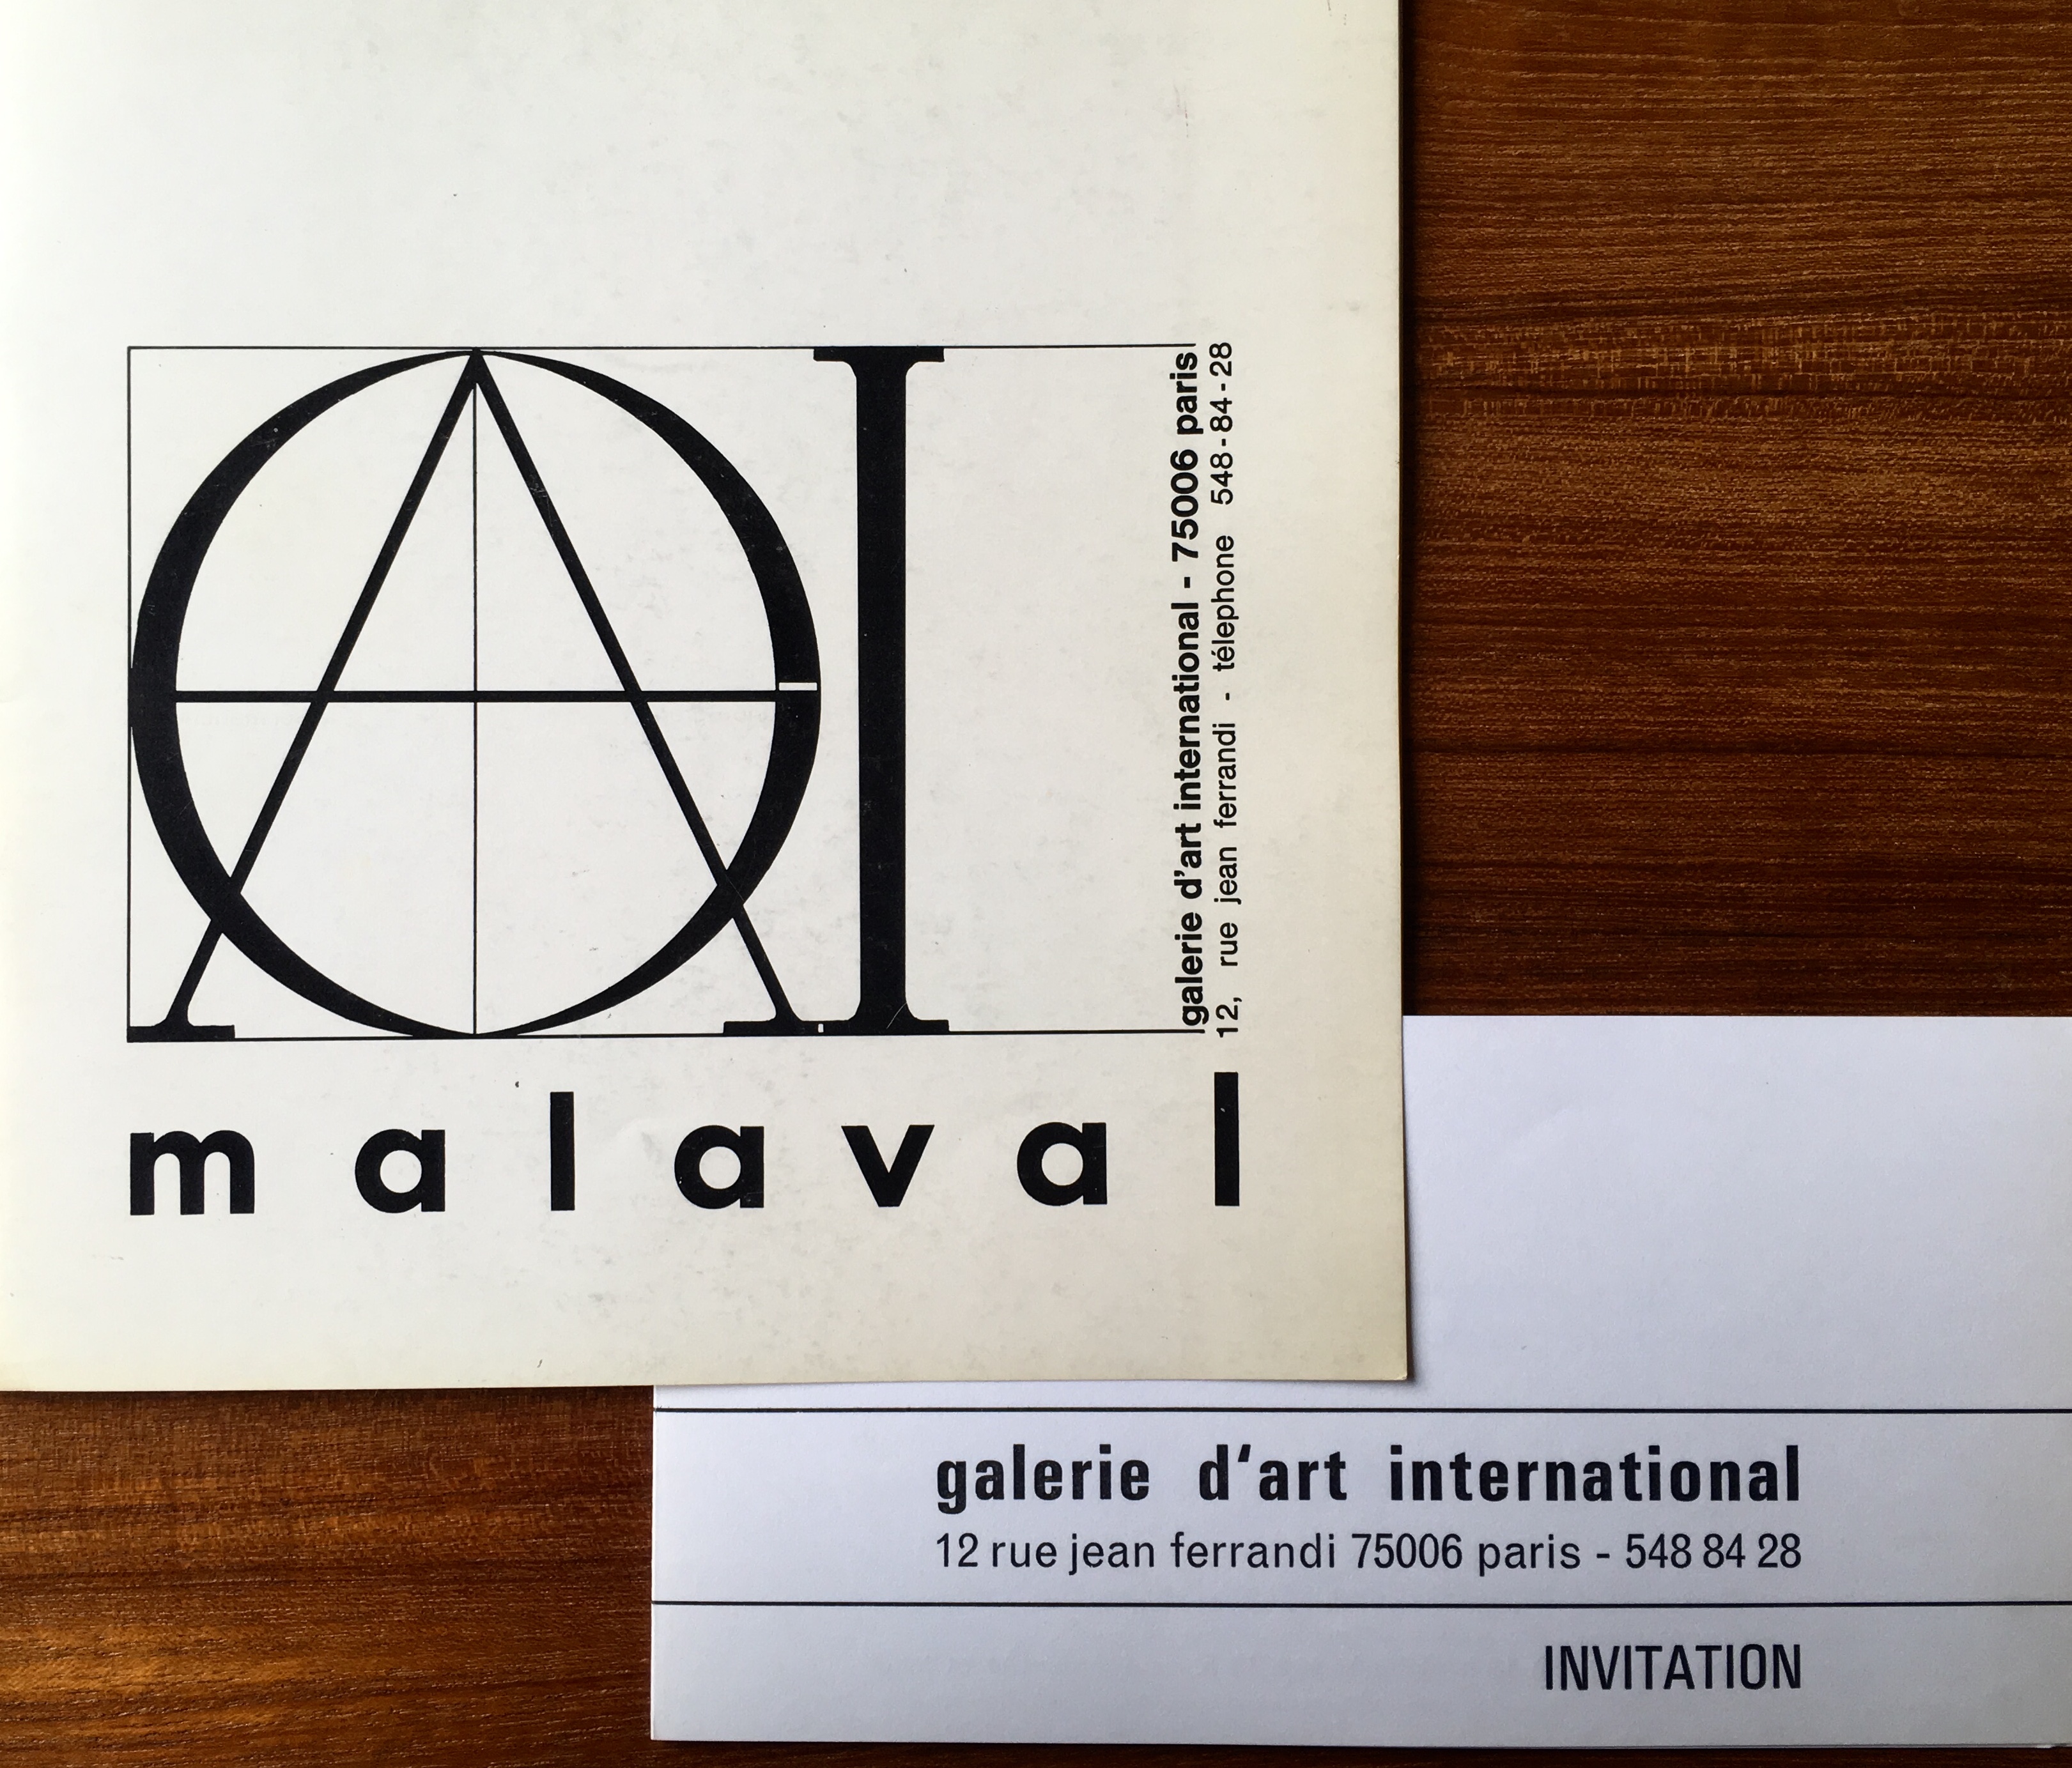 GAI
galerie d'art international - 75006 paris
12, rue jean ferrandi - télephone 548-84-28
malaval
galerie d‘art international
12 rue jean ferrandi 75006 paris - 548 84 28
INVITATION